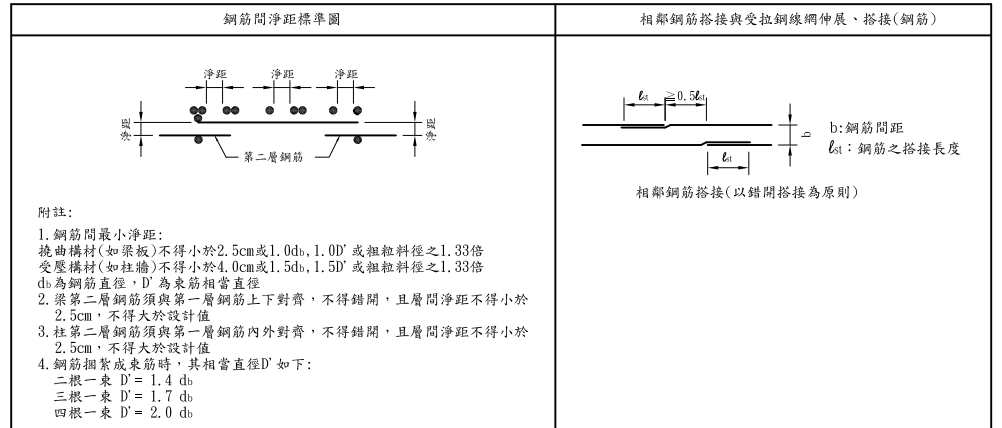 鋼筋間淨距標準圖
淨距 淨距 淨距
淨距 淨距
第二層鋼筋
附註:
1.鋼筋間最小淨距:
撓曲構材(如梁板)不得小於2.5cm或1.0db,1.0D'或粗粒料徑之1.33倍
受壓構材(如柱牆)不得小於4.0cm或1.5db,1.5D'或粗粒料徑之1.33倍
db為鋼筋直徑,D'為束筋相當直徑
2.梁第二層鋼筋須與第一層鋼筋上下對齊,不得錯開,且層間淨距不得小於
2.5cm,不得大於設計值
3.柱第二層鋼筋須與第一層鋼筋內外對齊,不得錯開,且層間淨距不得小於
2.5cm,不得大於設計值
4.鋼筋捆紮成束筋時,其相當直徑D'如下:
二根一束 D'= 1.4 db
三根一束 D'= 1.7 db
四根一束 D'= 2.0 db
相鄰鋼筋搭接與受拉鋼線網伸展、搭接(鋼筋)
ℓst ≧0.5ℓst
b
b:鋼筋間距
ℓst:鋼筋之搭接長度
ℓst
相鄰鋼筋搭接(以錯開搭接為原則)